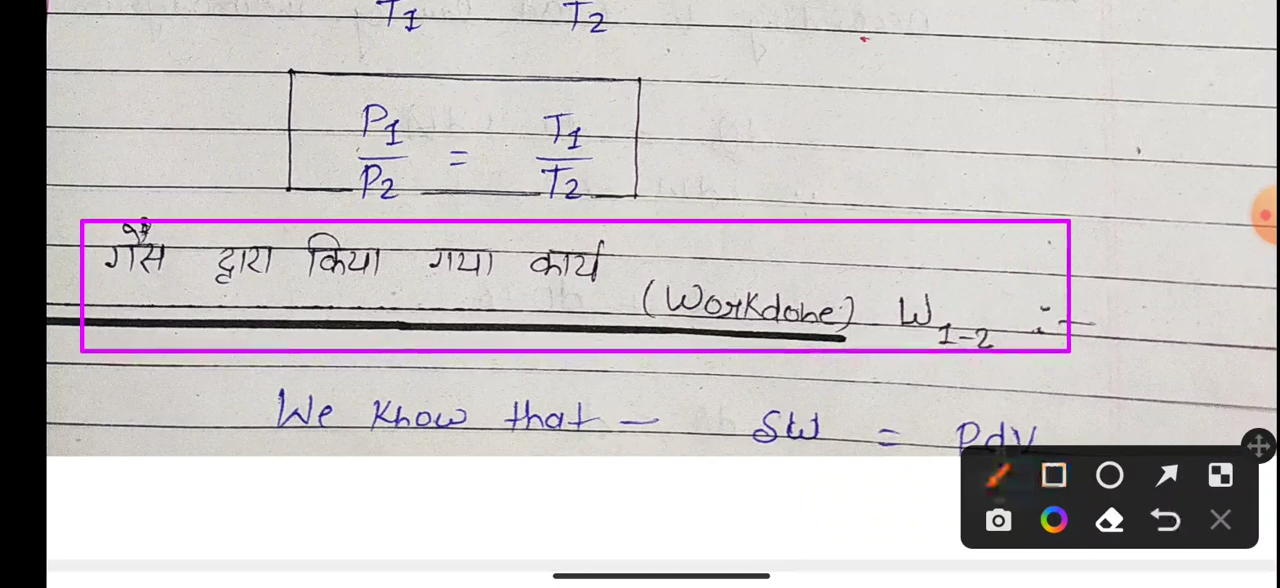 T1 T2
P1/P2 = T1/T2
गैस द्वारा किया गया कार्य
(Workdone) W1-2 :-
We know that — δW = PdV